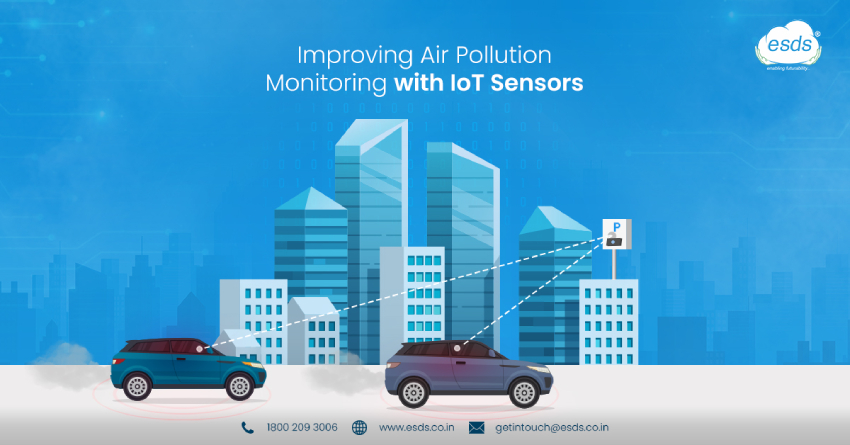 Improving Air Pollution
Monitoring with IoT Sensors
esds®
enabling futurability.
P
1800 209 3006 www.esds.co.in getintouch@esds.co.in